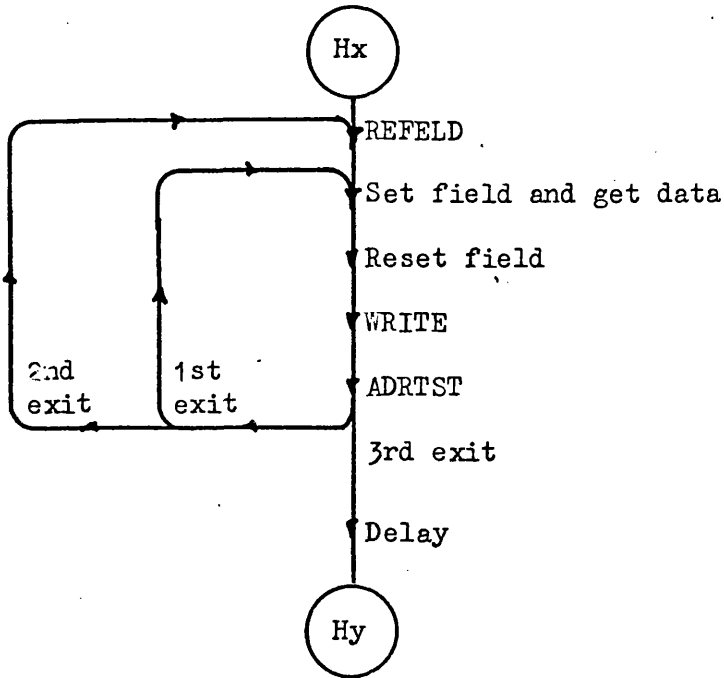 Hx
REFELD
Set field and get data
Reset field
WRITE
2nd
exit
1st
exit
ADRTST
3rd exit
Delay
Hy